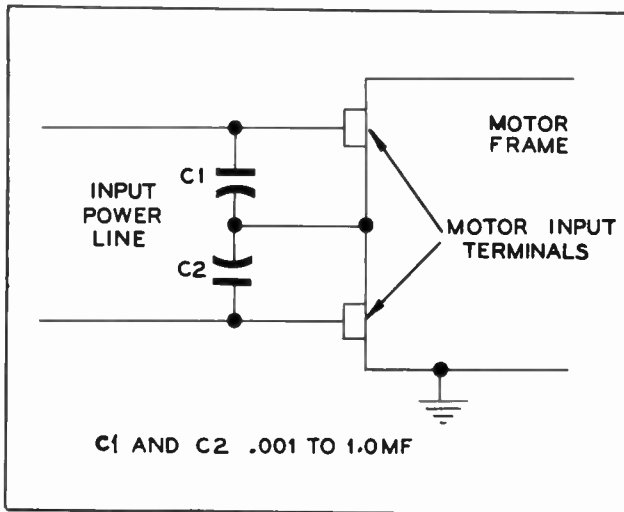 C1
INPUT
POWER
LINE
C2
MOTOR
FRAME
MOTOR INPUT
TERMINALS
C1 AND C2 .001 TO 1.0MF